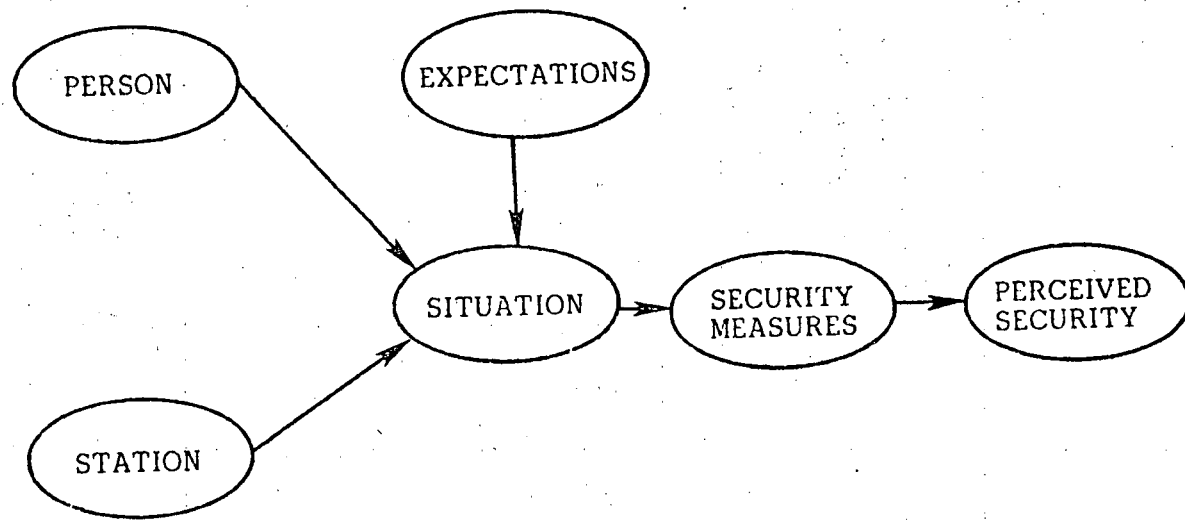 PERSON
EXPECTATIONS
SITUATION
SECURITY
MEASURES
PERCEIVED
SECURITY
STATION